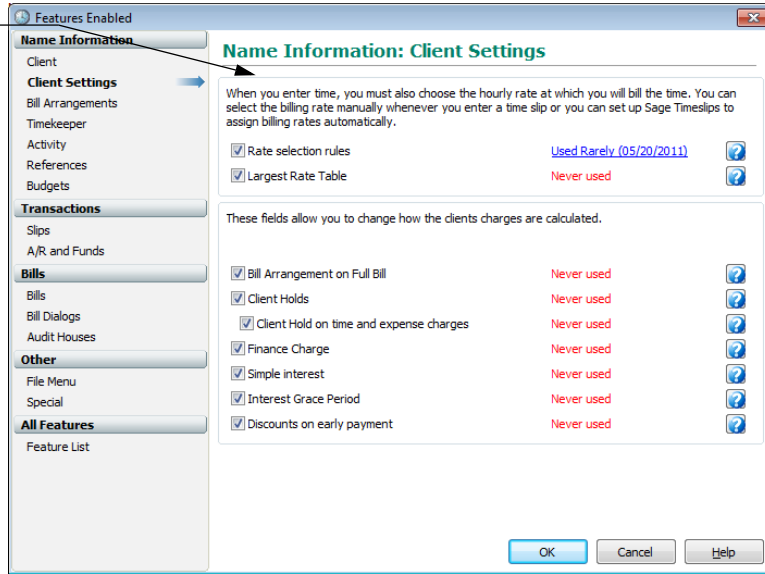 Features Enabled
Name Information
Client
Client Settings
Bill Arrangements
Timekeeper
Activity
References
Budgets
Transactions
Slips
A/R and Funds
Bills
Bills
Bill Dialogs
Audit Houses
Other
File Menu
Special
All Features
Feature List
Name Information: Client Settings
When you enter time, you must also choose the hourly rate at which you will bill the time. You can
select the billing rate manually whenever you enter a time slip or you can set up Sage Timeslips to
assign billing rates automatically.
Rate selection rules Used Rarely (05/20/2011) ?
Largest Rate Table Never used ?
These fields allow you to change how the clients charges are calculated.
Bill Arrangement on Full Bill Never used ?
Client Holds Never used ?
Client Hold on time and expense charges Never used ?
Finance Charge Never used ?
Simple interest Never used ?
Interest Grace Period Never used ?
Discounts on early payment Never used ?
OK Cancel Help